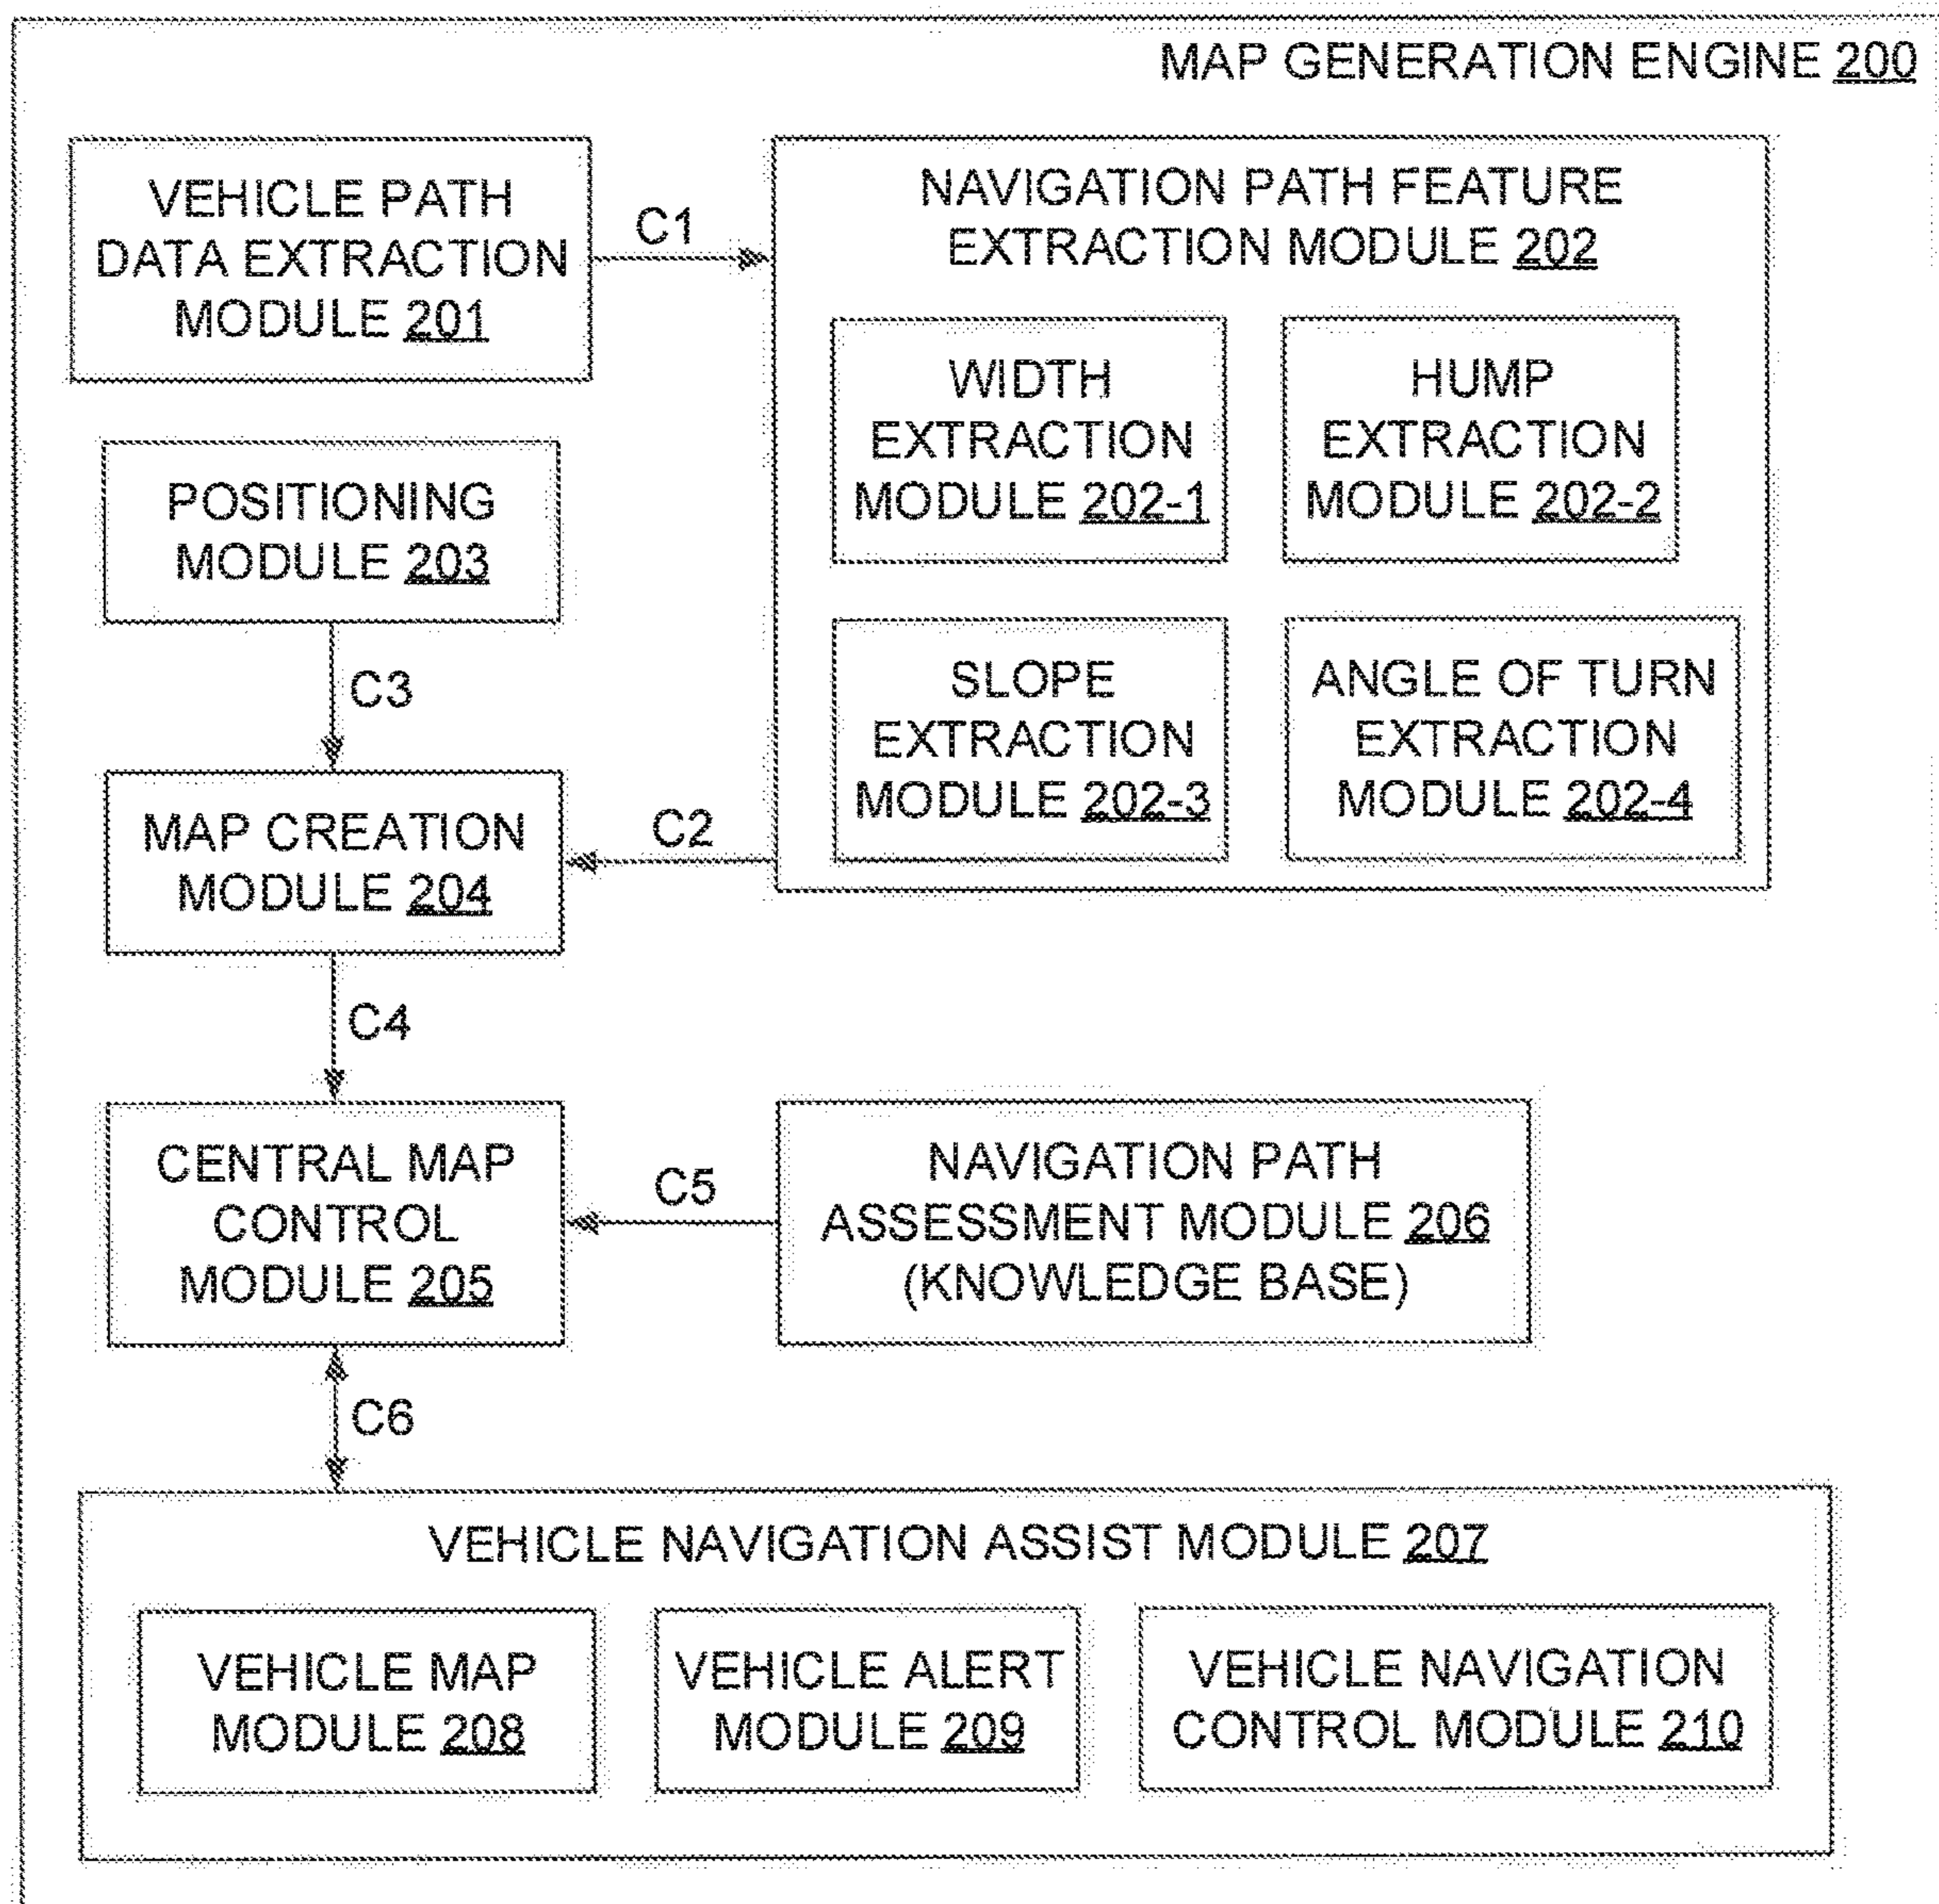 MAP GENERATION ENGINE 200
VEHICLE PATH
DATA EXTRACTION
MODULE 201
C1
NAVIGATION PATH FEATURE
EXTRACTION MODULE 202
WIDTH
EXTRACTION
MODULE 202-1
HUMP
EXTRACTION
MODULE 202-2
POSITIONING
MODULE 203
SLOPE
EXTRACTION
MODULE 202-3
ANGLE OF TURN
EXTRACTION
MODULE 202-4
C3
MAP CREATION
MODULE 204
C2
C4
CENTRAL MAP
CONTROL
MODULE 205
C5
NAVIGATION PATH
ASSESSMENT MODULE 206
(KNOWLEDGE BASE)
C6
VEHICLE NAVIGATION ASSIST MODULE 207
VEHICLE MAP
MODULE 208
VEHICLE ALERT
MODULE 209
VEHICLE NAVIGATION
CONTROL MODULE 210